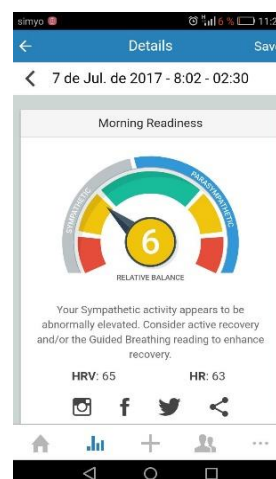 simyo
6 %
11:2
Details
Save
7 de Jul. de 2017 - 8:02 - 02:30
Morning Readiness
SYMPATHETIC
PARASYMPATHETIC
6
RELATIVE BALANCE
Your Sympathetic activity appears to be
abnormally elevated. Consider active recovery
and/or the Guided Breathing reading to enhance
recovery.
HRV: 65
HR: 63